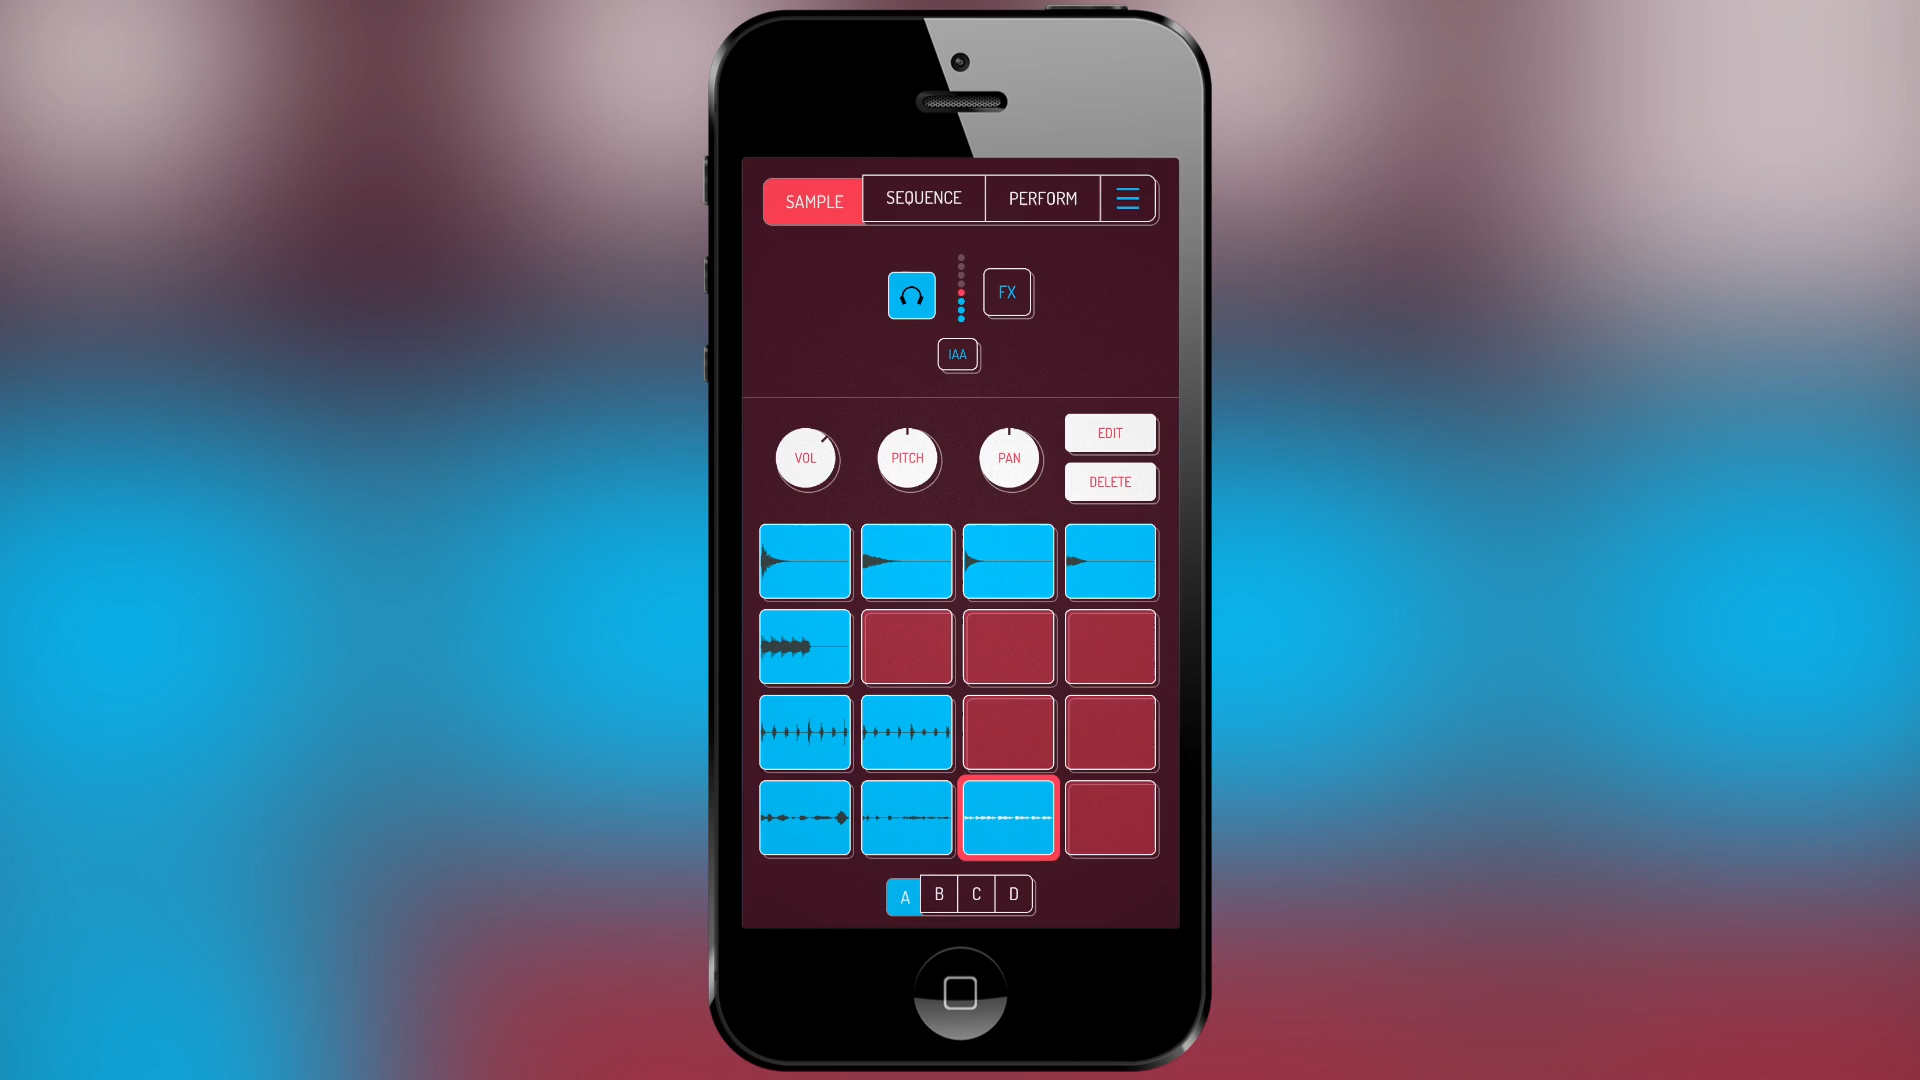 SAMPLE SEQUENCE PERFORM
FX
IAA
VOL PITCH PAN EDIT
DELETE
A B C D